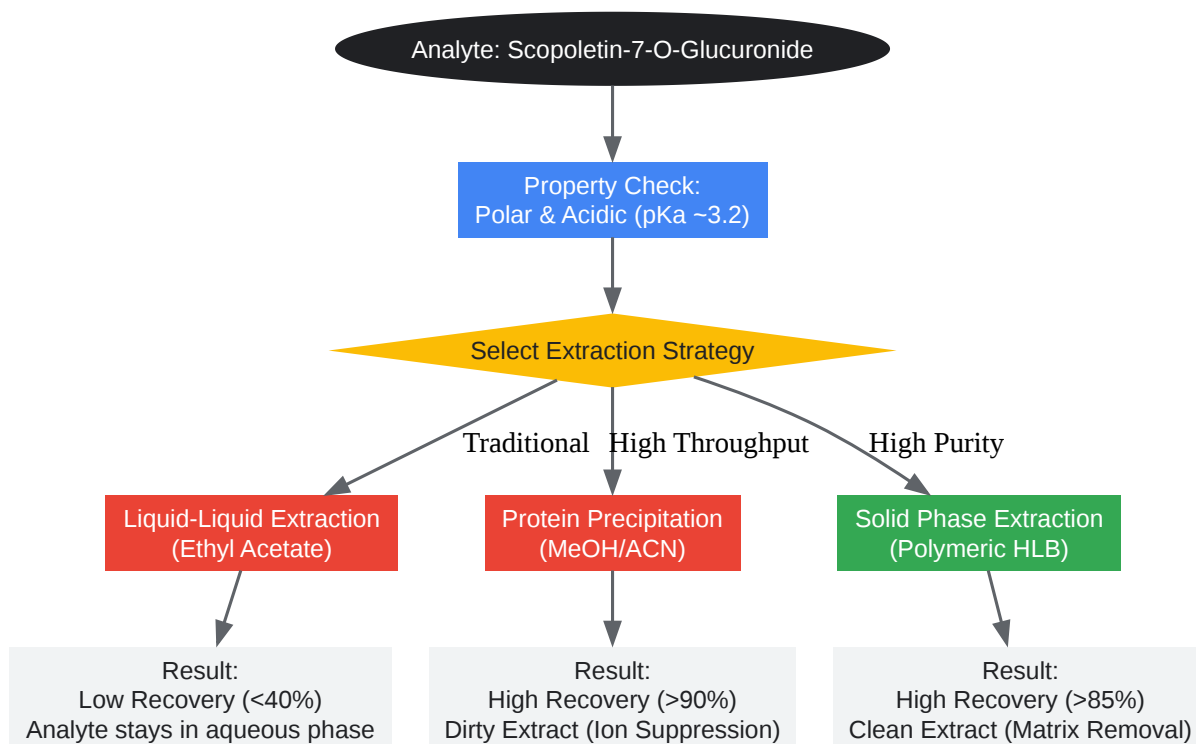 Analyte: Scopoletin-7-O-Glucuronide
Property Check:
Polar & Acidic (pKa ~3.2)
Select Extraction Strategy
Traditional
High Throughput
High Purity
Liquid-Liquid Extraction
(Ethyl Acetate)
Protein Precipitation
(MeOH/ACN)
Solid Phase Extraction
(Polymeric HLB)
Result:
Low Recovery (<40%)
Analyte stays in aqueous phase
Result:
High Recovery (>90%)
Dirty Extract (Ion Suppression)
Result:
High Recovery (>85%)
Clean Extract (Matrix Removal)